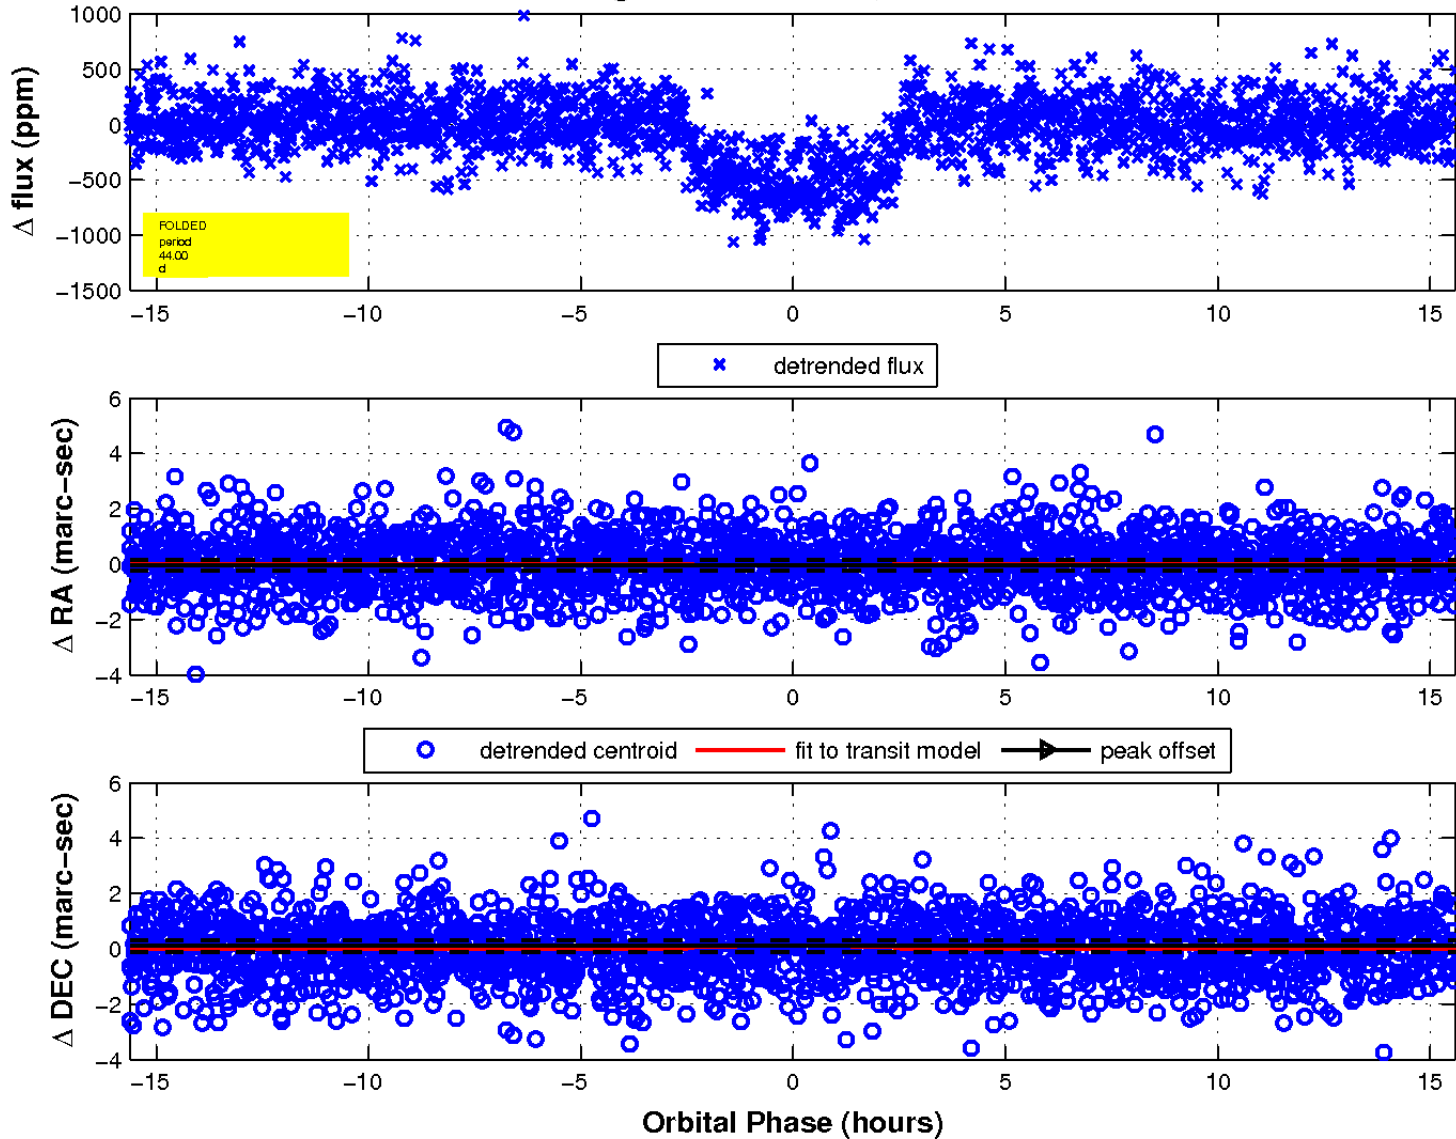 1000
500
0
−500
−1000
−1500
Δ flux (ppm)
FOLDED
period
44.00
d
−15 −10 −5 0 5 10 15
detrended flux
6
4
2
0
−2
−4
Δ RA (marc−sec)
−15 −10 −5 0 5 10 15
detrended centroid fit to transit model peak offset
6
4
2
0
−2
−4
Δ DEC (marc−sec)
−15 −10 −5 0 5 10 15
Orbital Phase (hours)